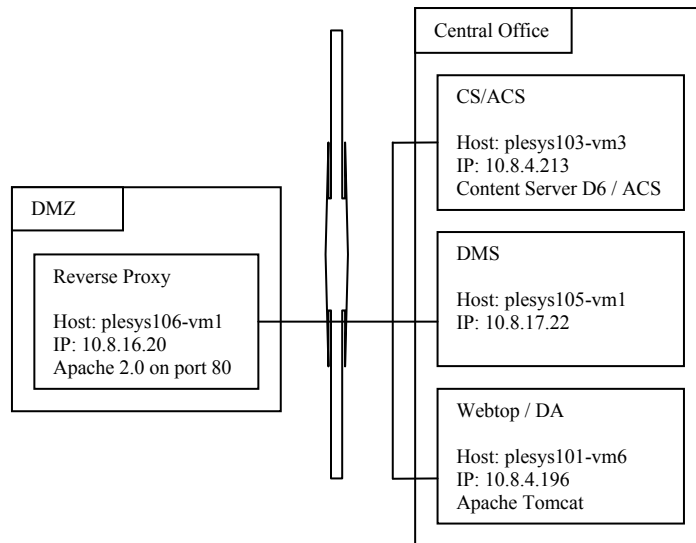 Central Office
CS/ACS
Host: plesys103-vm3
IP: 10.8.4.213
Content Server D6 / ACS
DMZ
Reverse Proxy
Host: plesys106-vm1
IP: 10.8.16.20
Apache 2.0 on port 80
DMS
Host: plesys105-vm1
IP: 10.8.17.22
Webtop / DA
Host: plesys101-vm6
IP: 10.8.4.196
Apache Tomcat